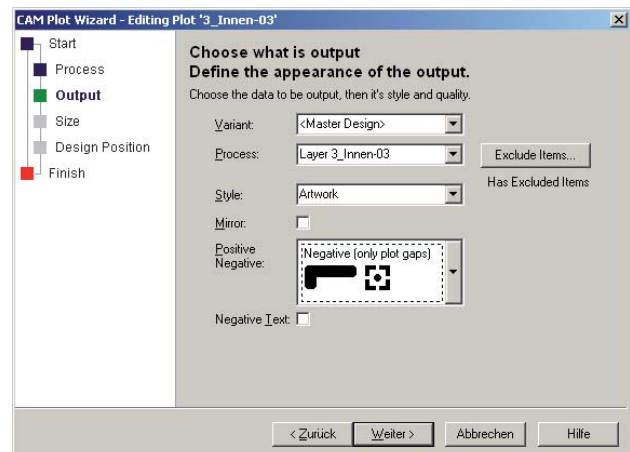 CAM Plot Wizard - Editing Plot '3_Innen-03'
Start
Process
Output
Size
Design Position
Finish
Choose what is output
Define the appearance of the output.
Choose the data to be output, then it's style and quality.
Variant: <Master Design>
Process: Layer 3_Innen-03 Exclude Items...
Has Excluded Items
Style: Artwork
Mirror:
Positive Negative: Negative (only plot gaps)
Negative Text:
< Zurück Weiter > Abbrechen Hilfe